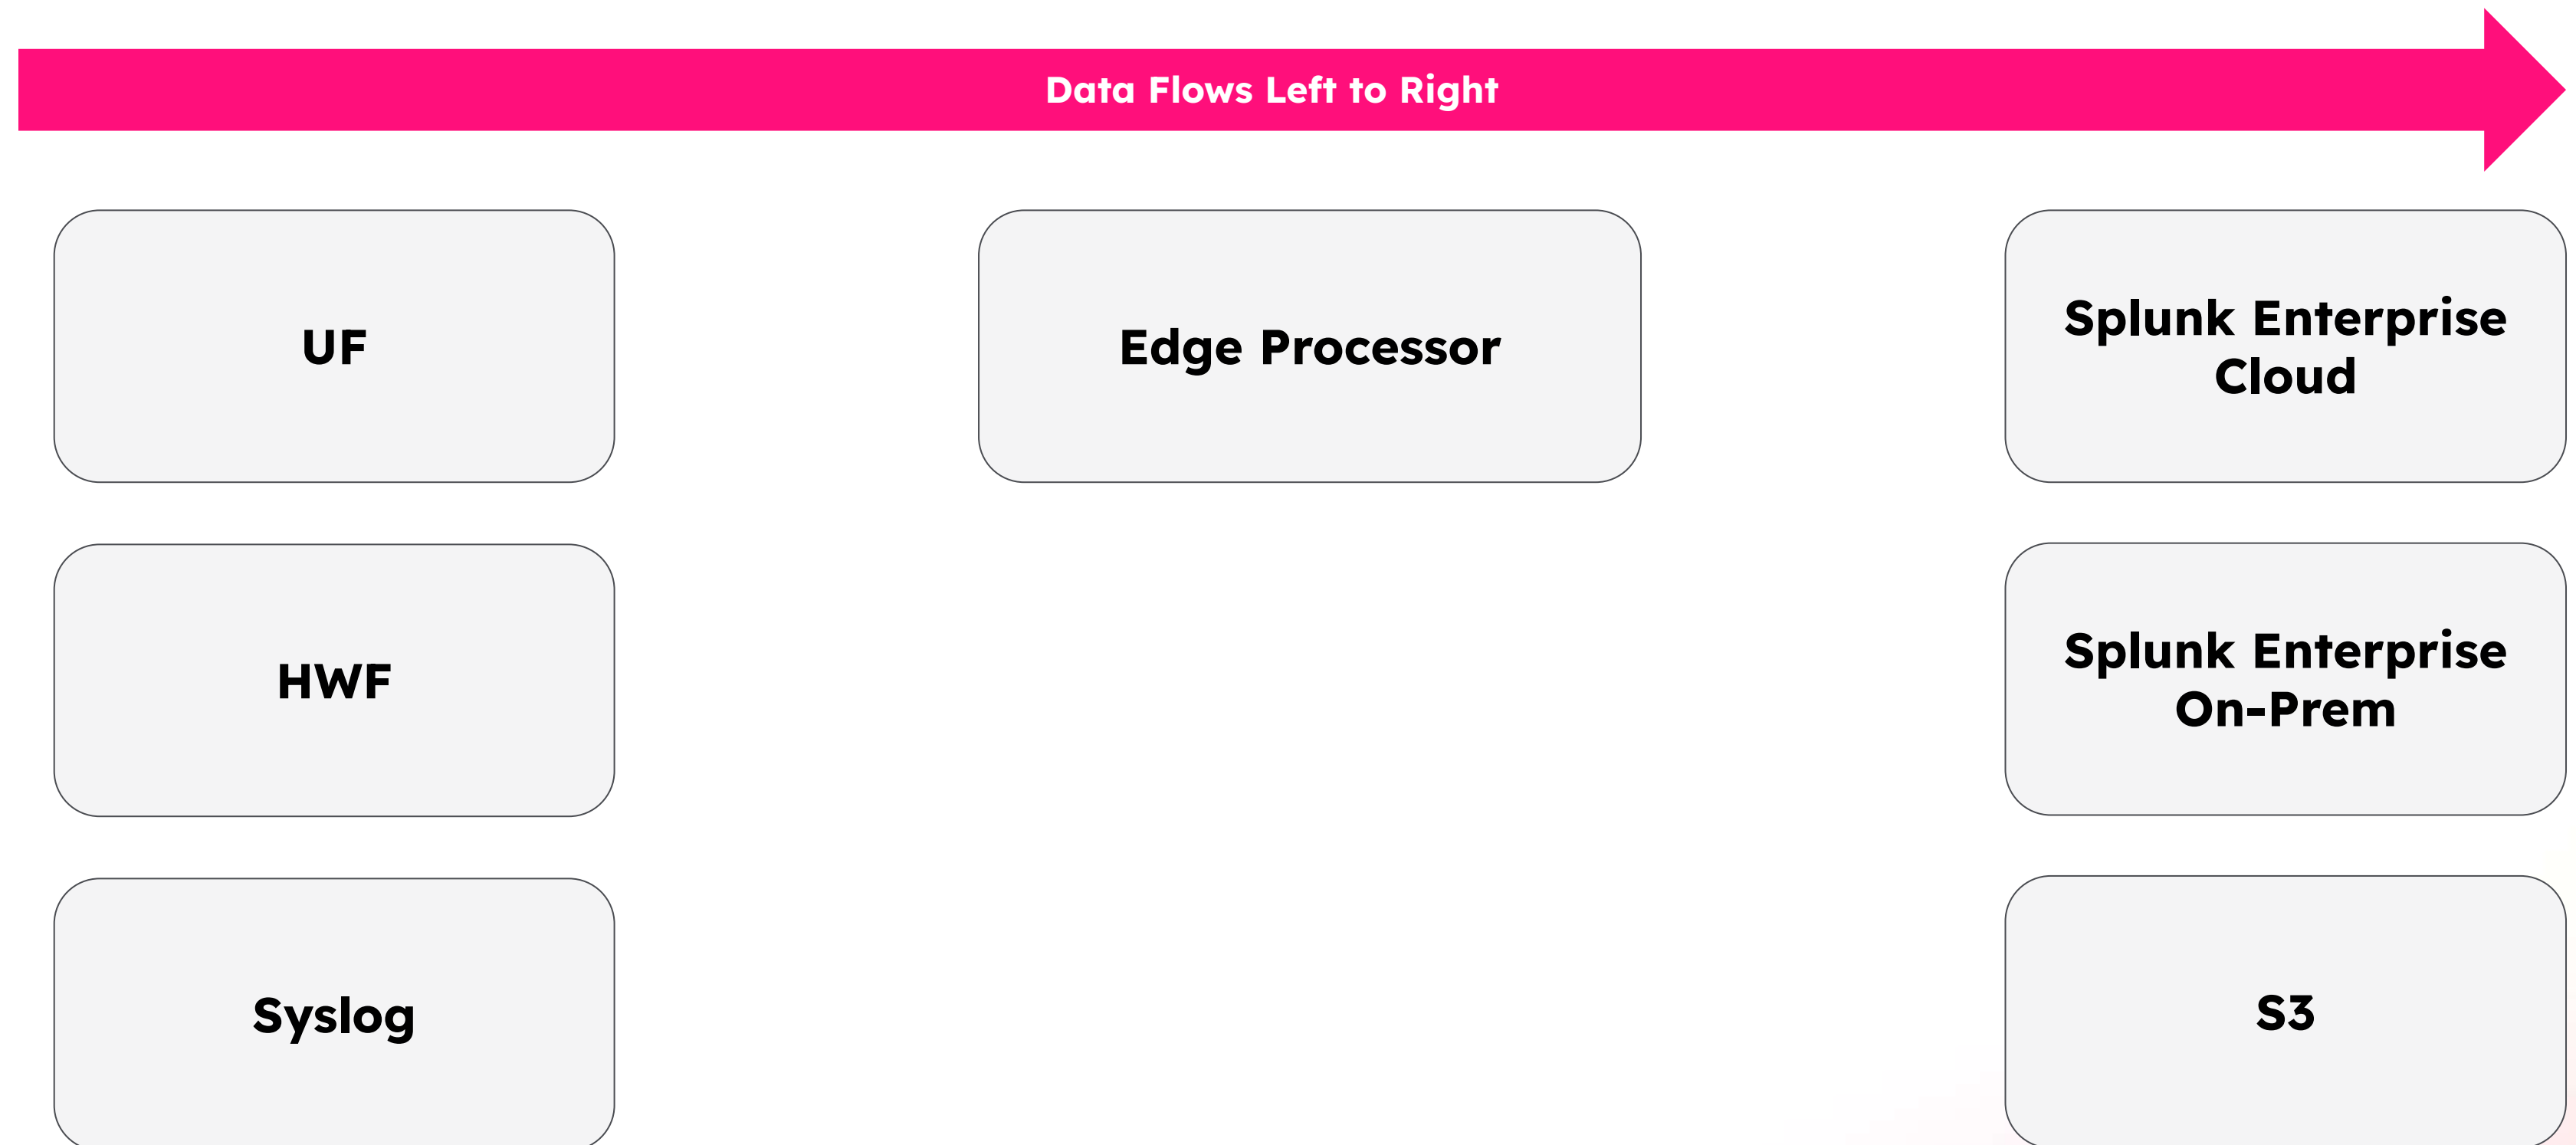 Data Flows Left to Right
UF
Edge Processor
Splunk Enterprise
Cloud
HWF
Splunk Enterprise
On-Prem
Syslog
S3